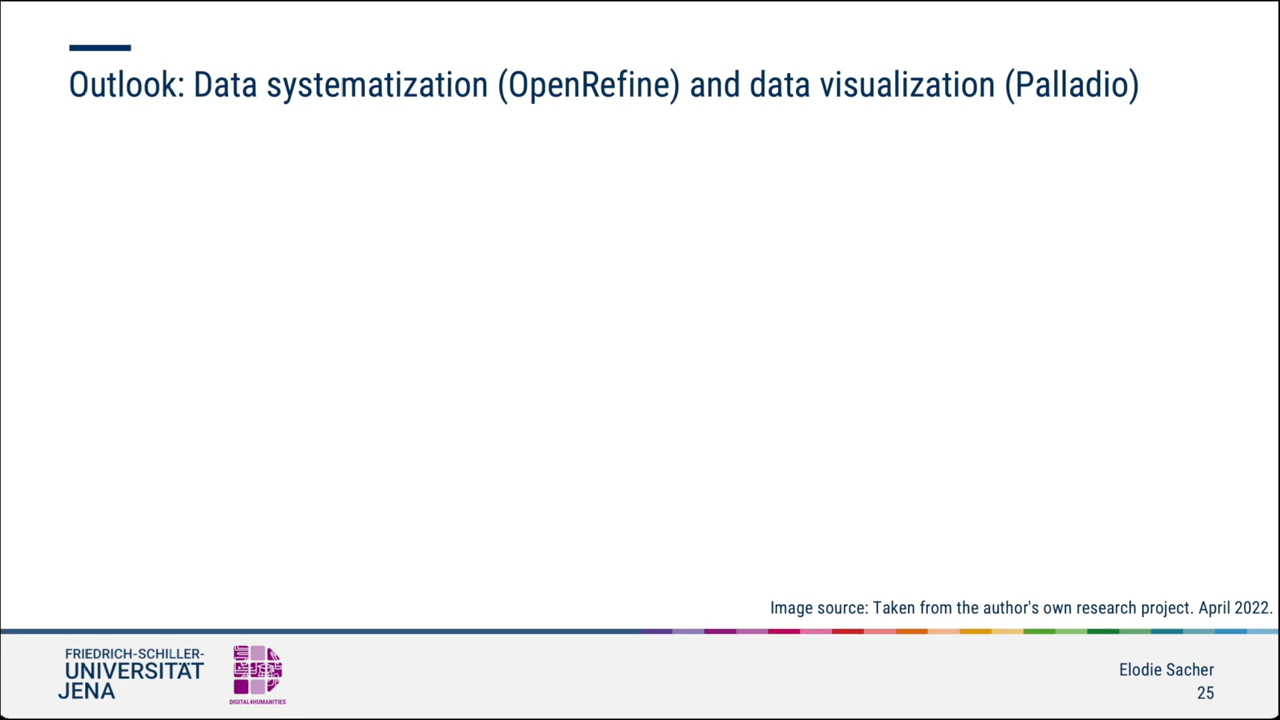 Outlook: Data systematization (OpenRefine) and data visualization (Palladio)
Image source: Taken from the author's own research project. April 2022.
FRIEDRICH-SCHILLER-
UNIVERSITÄT
JENA
DIGITAL4HUMANITIES
Elodie Sacher
25